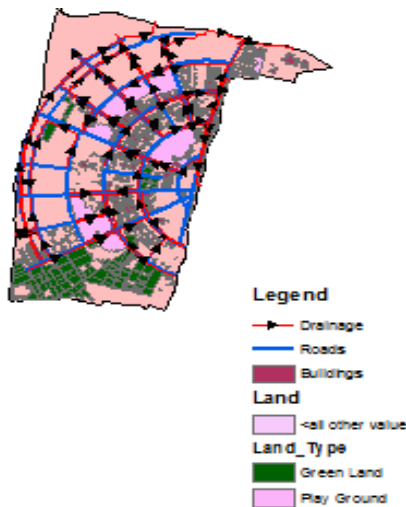 Legend
Drainage
Roads
Buildings
Land
<all other value
Land_Type
Green Land
Play Ground